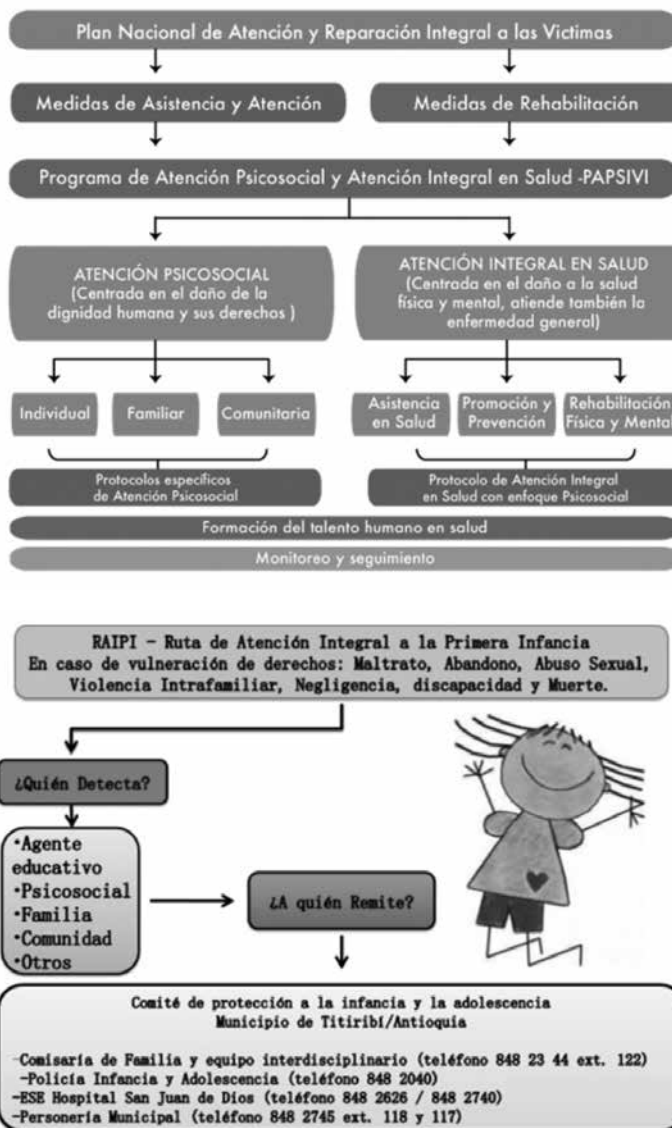 Plan Nacional de Atención y Reparación Integral a las Victimas
Medidas de Asistencia y Atención
Medidas de Rehabilitación
Programa de Atención Psicosocial y Atención Integral en Salud -PAPSIVI
ATENCIÓN PSICOSOCIAL
(Centrada en el daño de la
dignidad humana y sus derechos )
ATENCIÓN INTEGRAL EN SALUD
(Centrada en el daño a la salud
física y mental, atiende también la
enfermedad general)
Individual
Familiar
Comunitaria
Asistencia
en Salud
Promoción y
Prevención
Rehabilitación
Física y Mental
Protocolos específicos
de Atención Psicosocial
Protocolo de Atención Integral
en Salud con enfoque Psicosocial
Formación del talento humano en salud
Monitoreo y seguimiento
RAIPI - Ruta de Atención Integral a la Primera Infancia
En caso de vulneración de derechos: Maltrato, Abandono, Abuso Sexual,
Violencia Intrafamiliar, Negligencia, discapacidad y Muerte.
¿Quién Detecta?
•Agente
educativo
•Psicosocial
•Familia
•Comunidad
•Otros
¿A quién Remite?
Comité de protección a la infancia y la adolescencia
Municipio de Titiribí/Antioquia
-Comisaría de Familia y equipo interdisciplinario (teléfono 848 23 44 ext. 122)
-Policía Infancia y Adolescencia (teléfono 848 2040)
-ESE Hospital San Juan de Dios (teléfono 848 2626 / 848 2740)
-Personería Municipal (teléfono 848 2745 ext. 118 y 117)